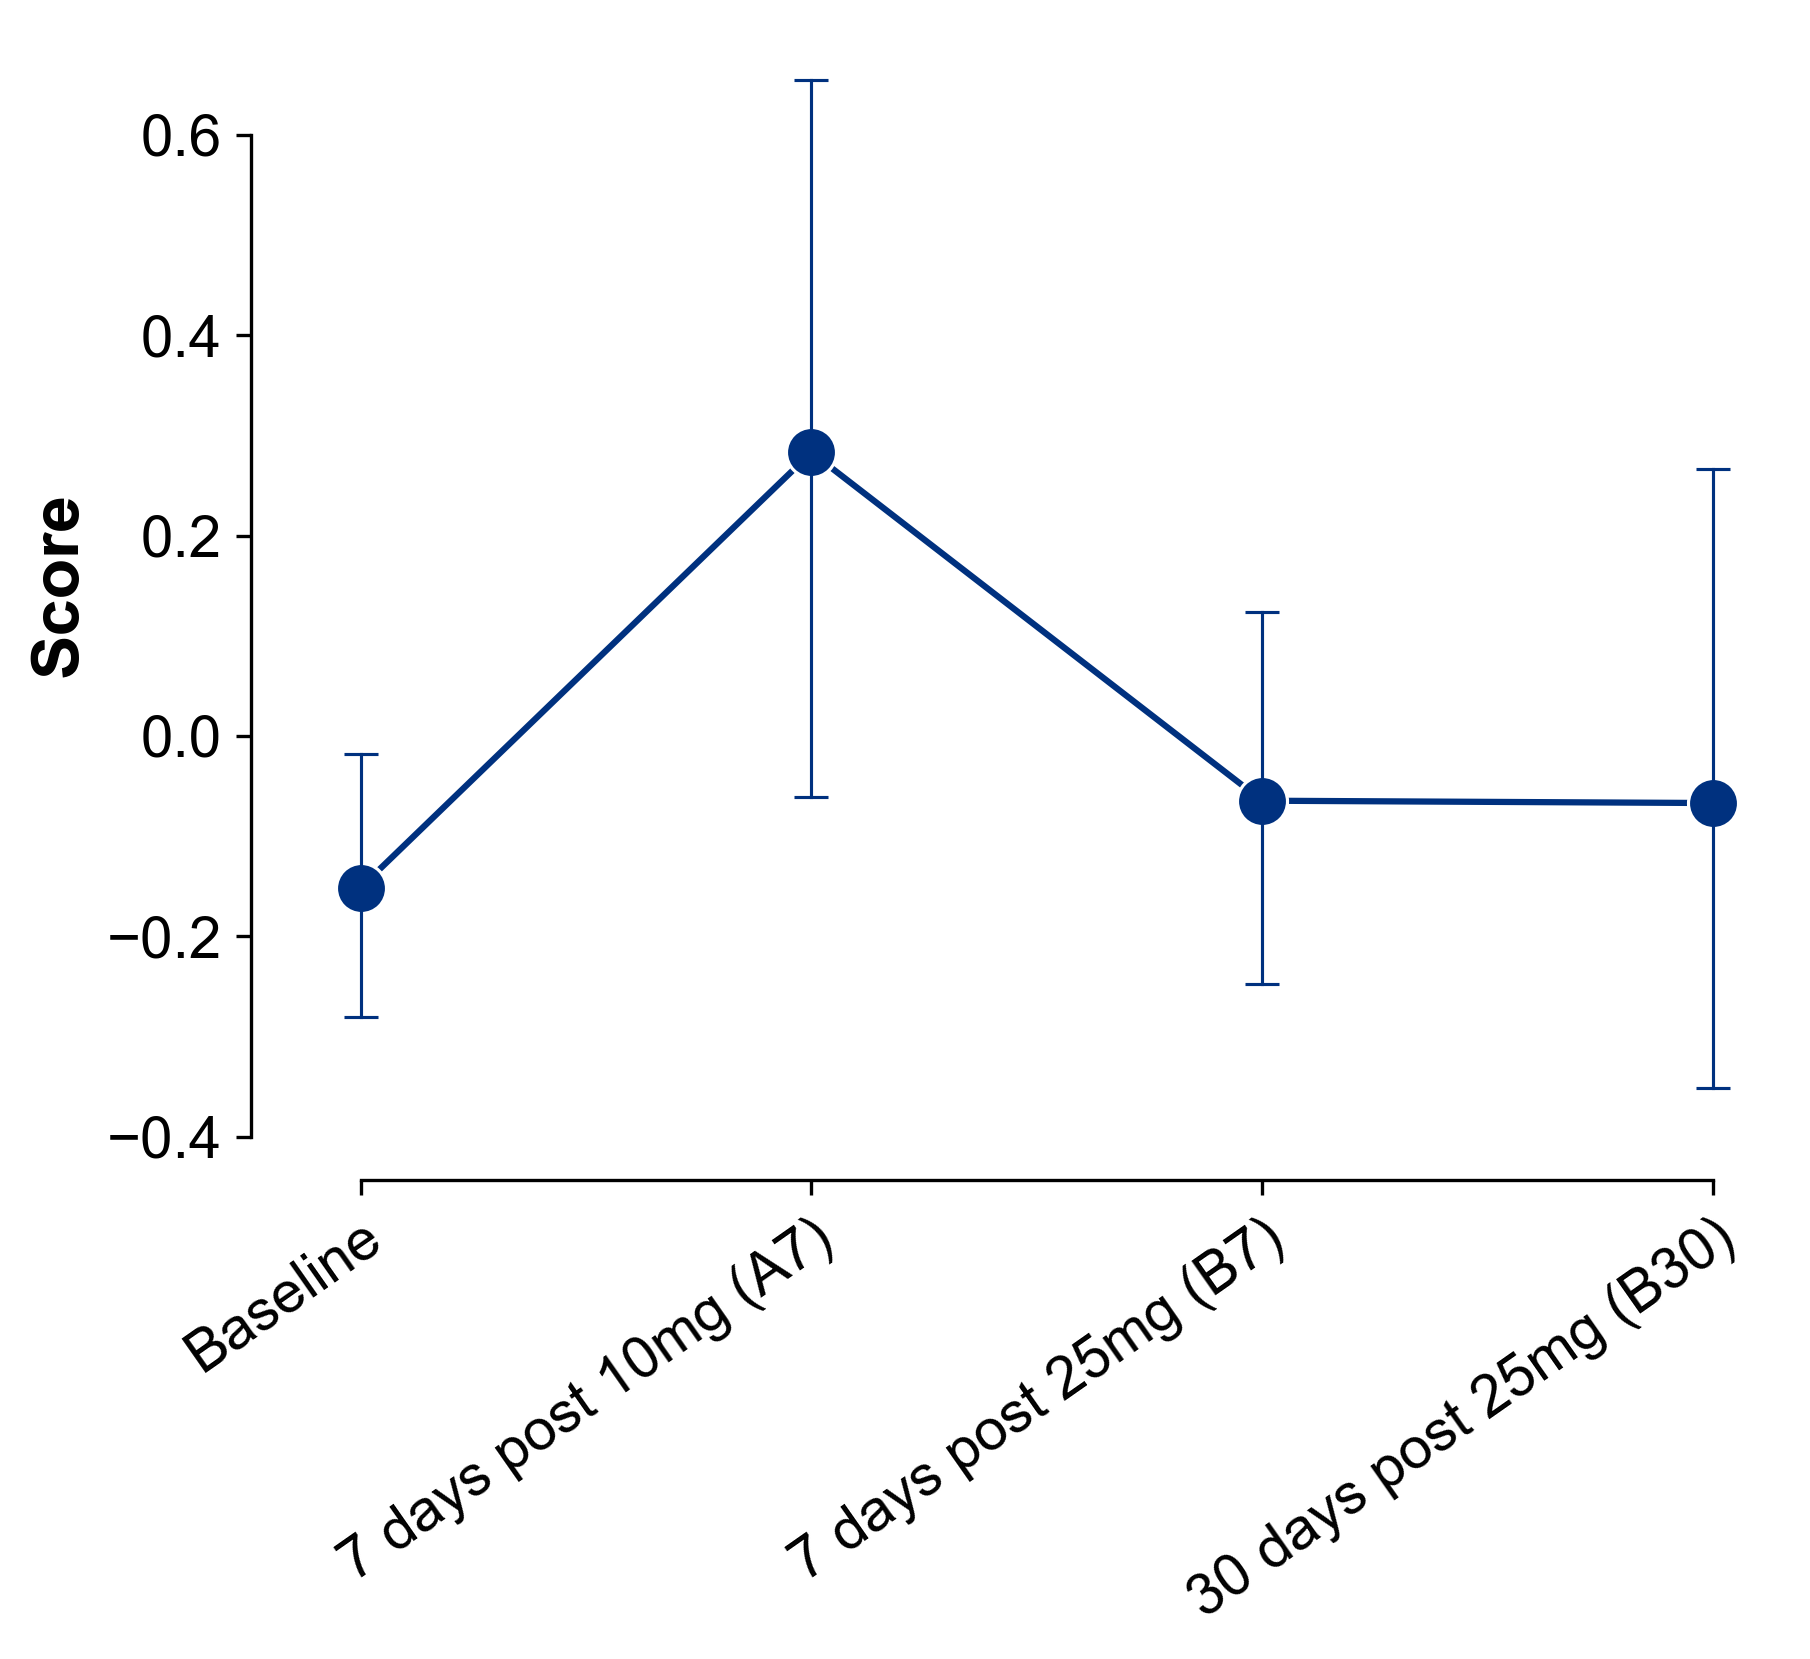 Score
0.6
0.4
0.2
0.0
−0.2
−0.4
Baseline
7 days post 10mg (A7)
7 days post 25mg (B7)
30 days post 25mg (B30)